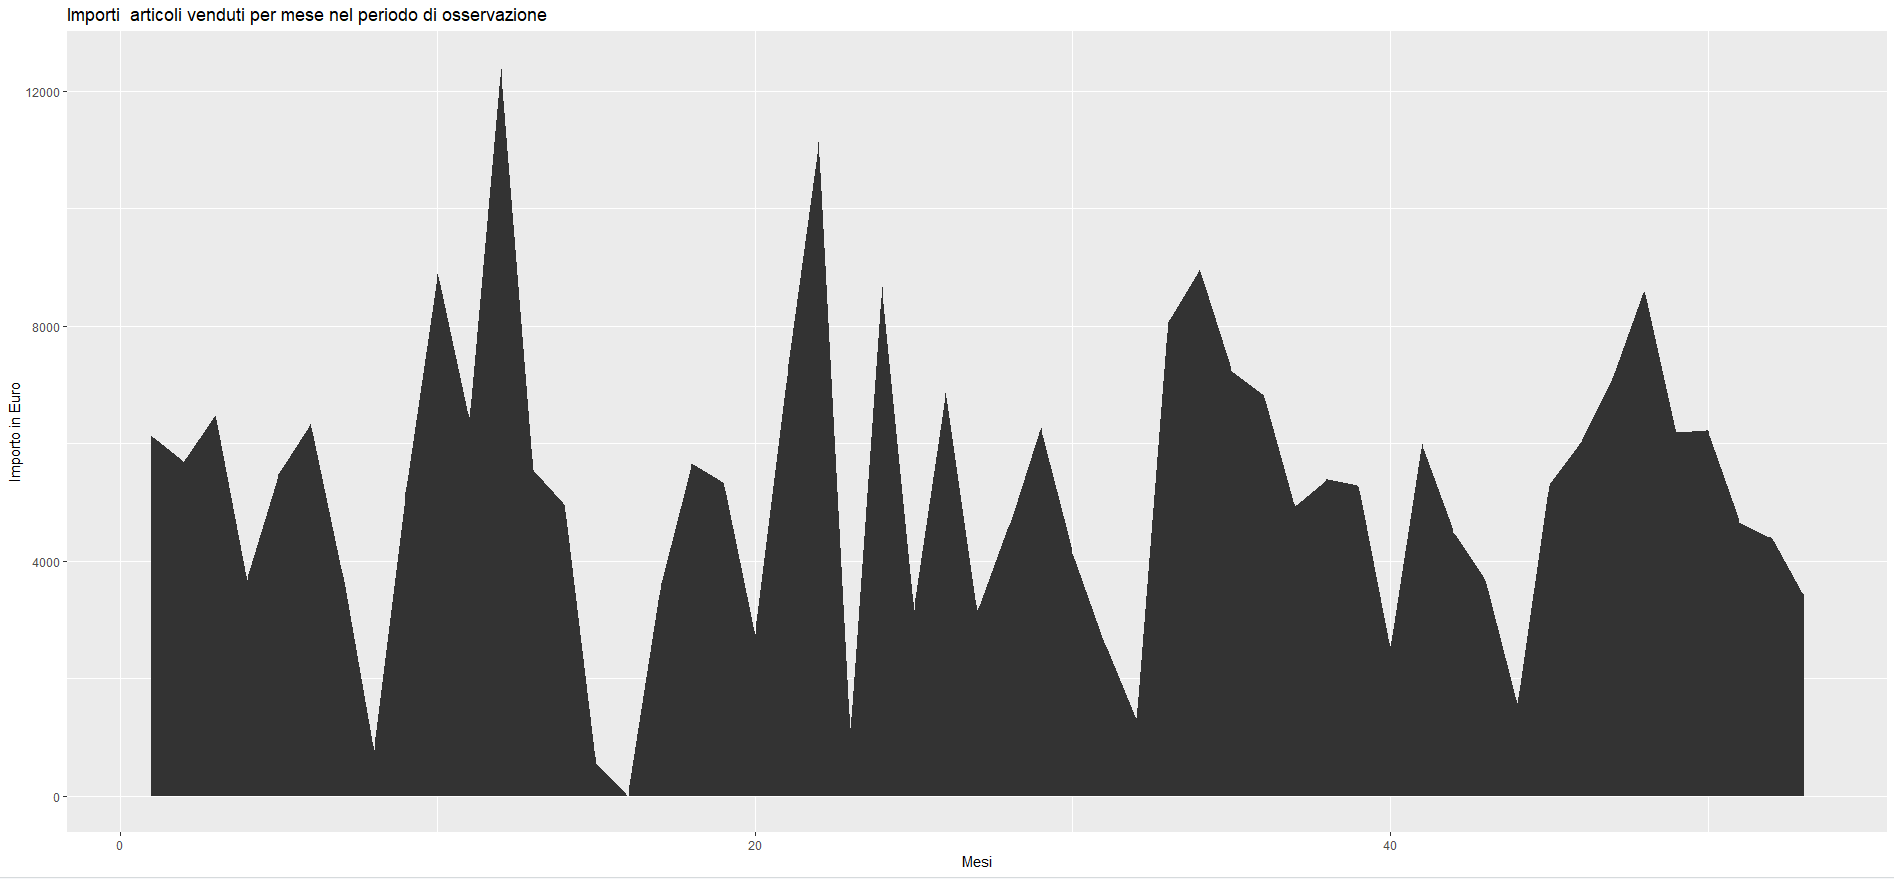 Importi  articoli venduti per mese nel periodo di osservazione
12000
8000
4000
0
Importo in Euro
0
20
40
Mesi